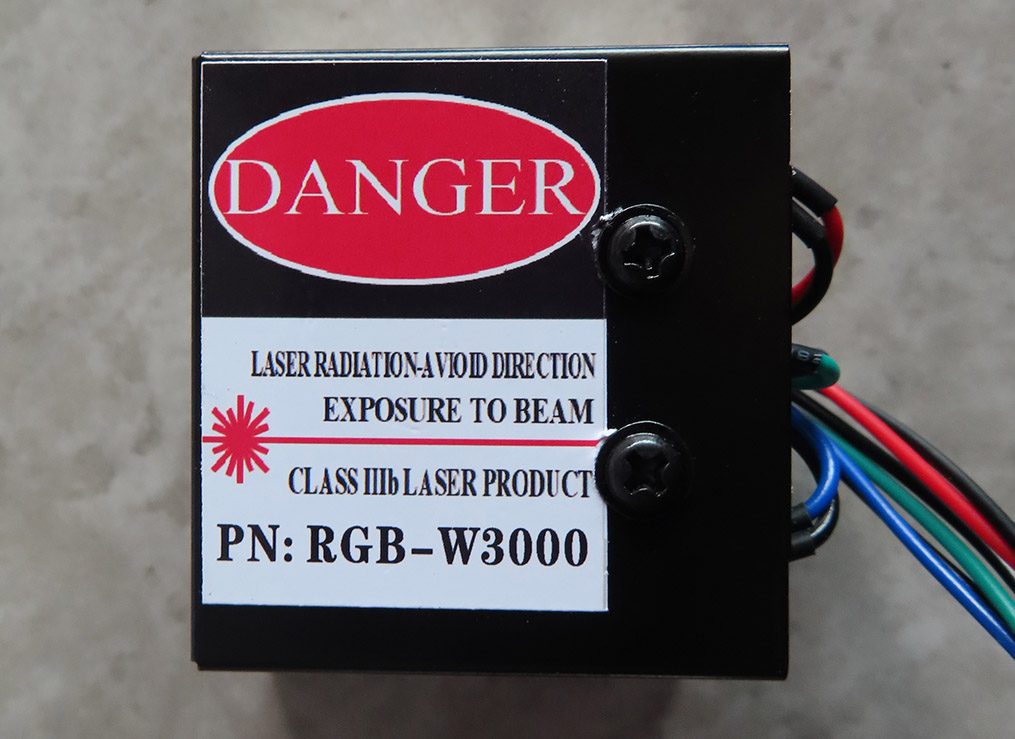 DANGER
LASER RADIATION-AVIOID DIRECTION
EXPOSURE TO BEAM
CLASS IIIb LASER PRODUCT
PN: RGB-W3000